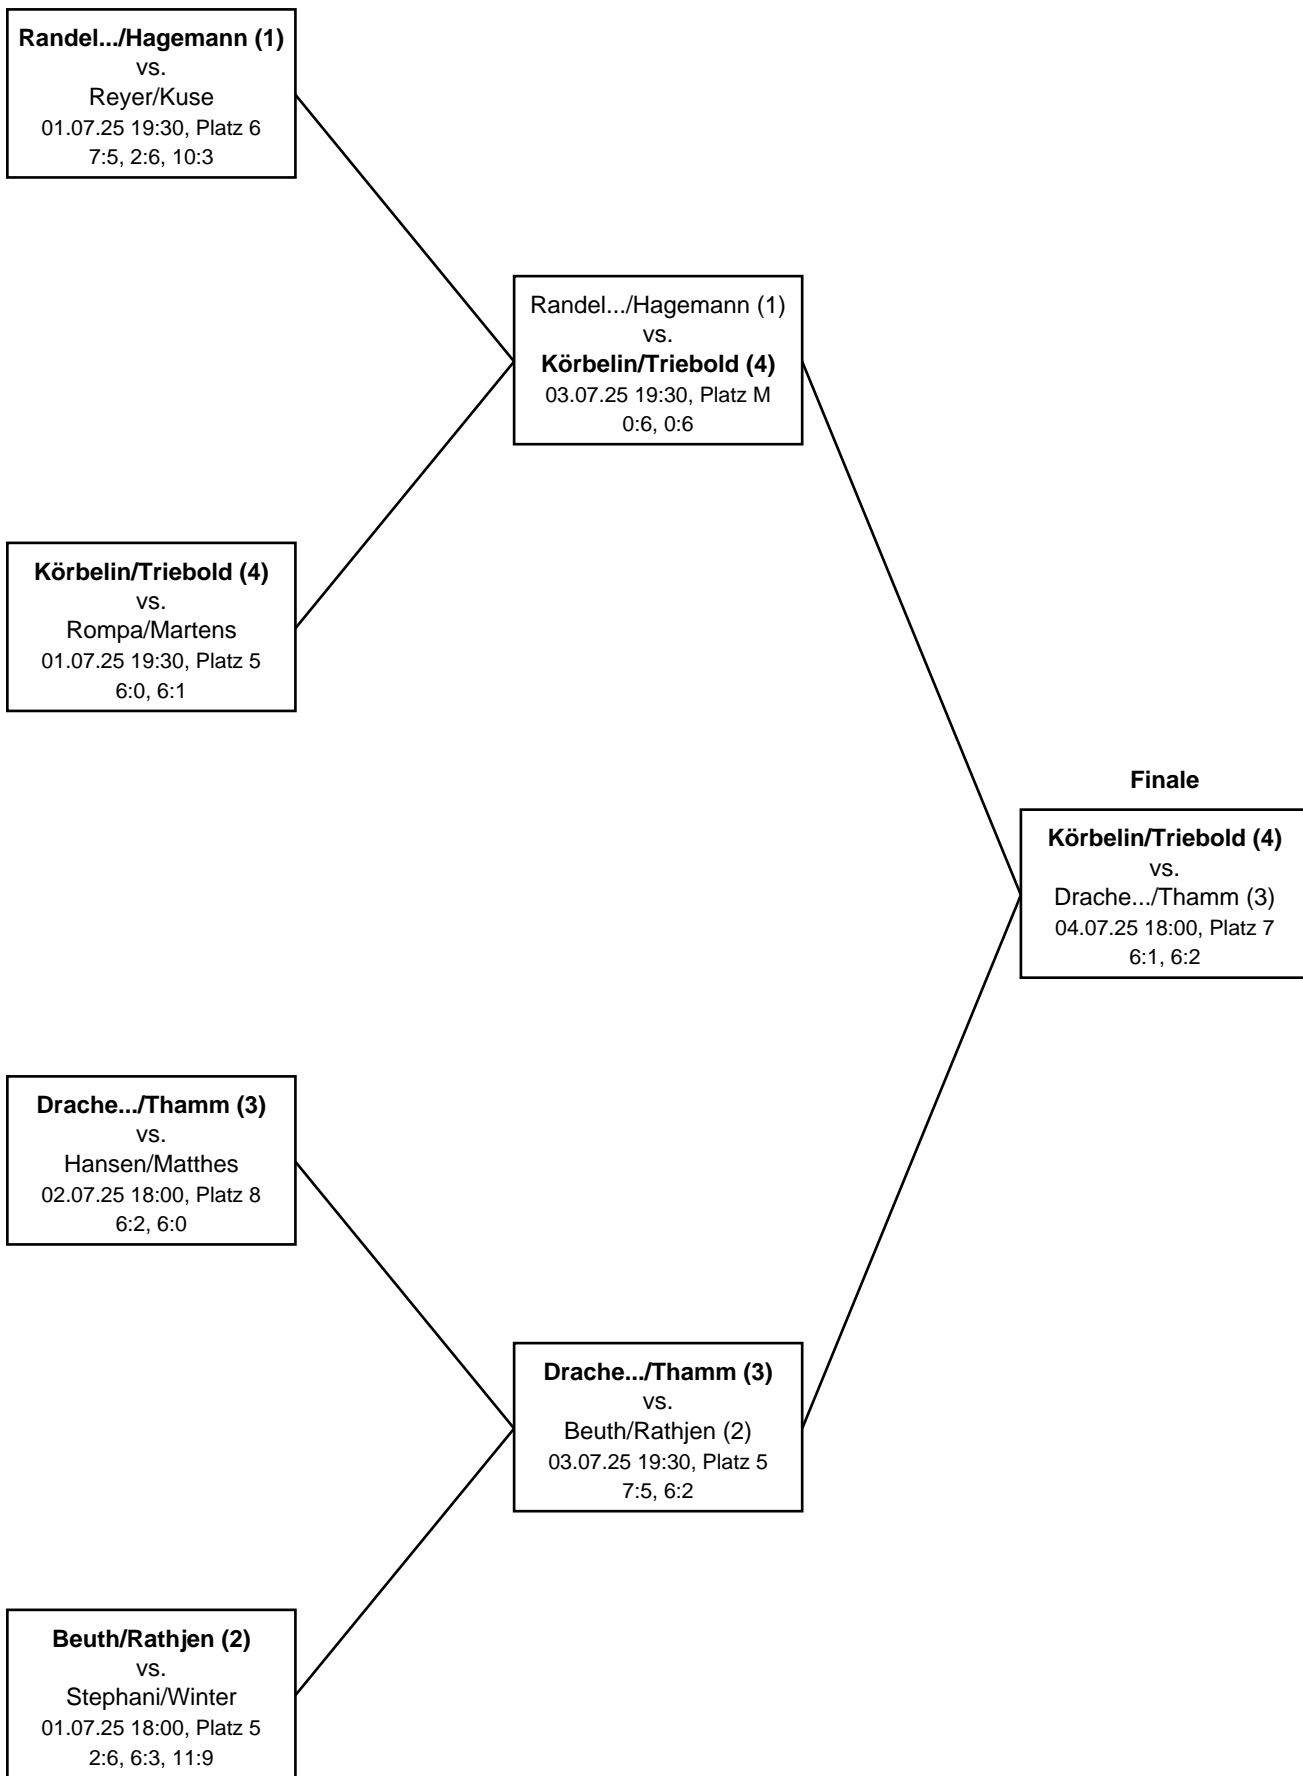 Randel.../Hagemann (1)
vs.
Reyer/Kuse
01.07.25 19:30, Platz 6
7:5, 2:6, 10:3
Randel.../Hagemann (1)
vs.
Körbelin/Triebold (4)
03.07.25 19:30, Platz M
0:6, 0:6
Körbelin/Triebold (4)
vs.
Rompa/Martens
01.07.25 19:30, Platz 5
6:0, 6:1
Finale
Körbelin/Triebold (4)
vs.
Drache.../Thamm (3)
04.07.25 18:00, Platz 7
6:1, 6:2
Drache.../Thamm (3)
vs.
Hansen/Matthes
02.07.25 18:00, Platz 8
6:2, 6:0
Drache.../Thamm (3)
vs.
Beuth/Rathjen (2)
03.07.25 19:30, Platz 5
7:5, 6:2
Beuth/Rathjen (2)
vs.
Stephani/Winter
01.07.25 18:00, Platz 5
2:6, 6:3, 11:9